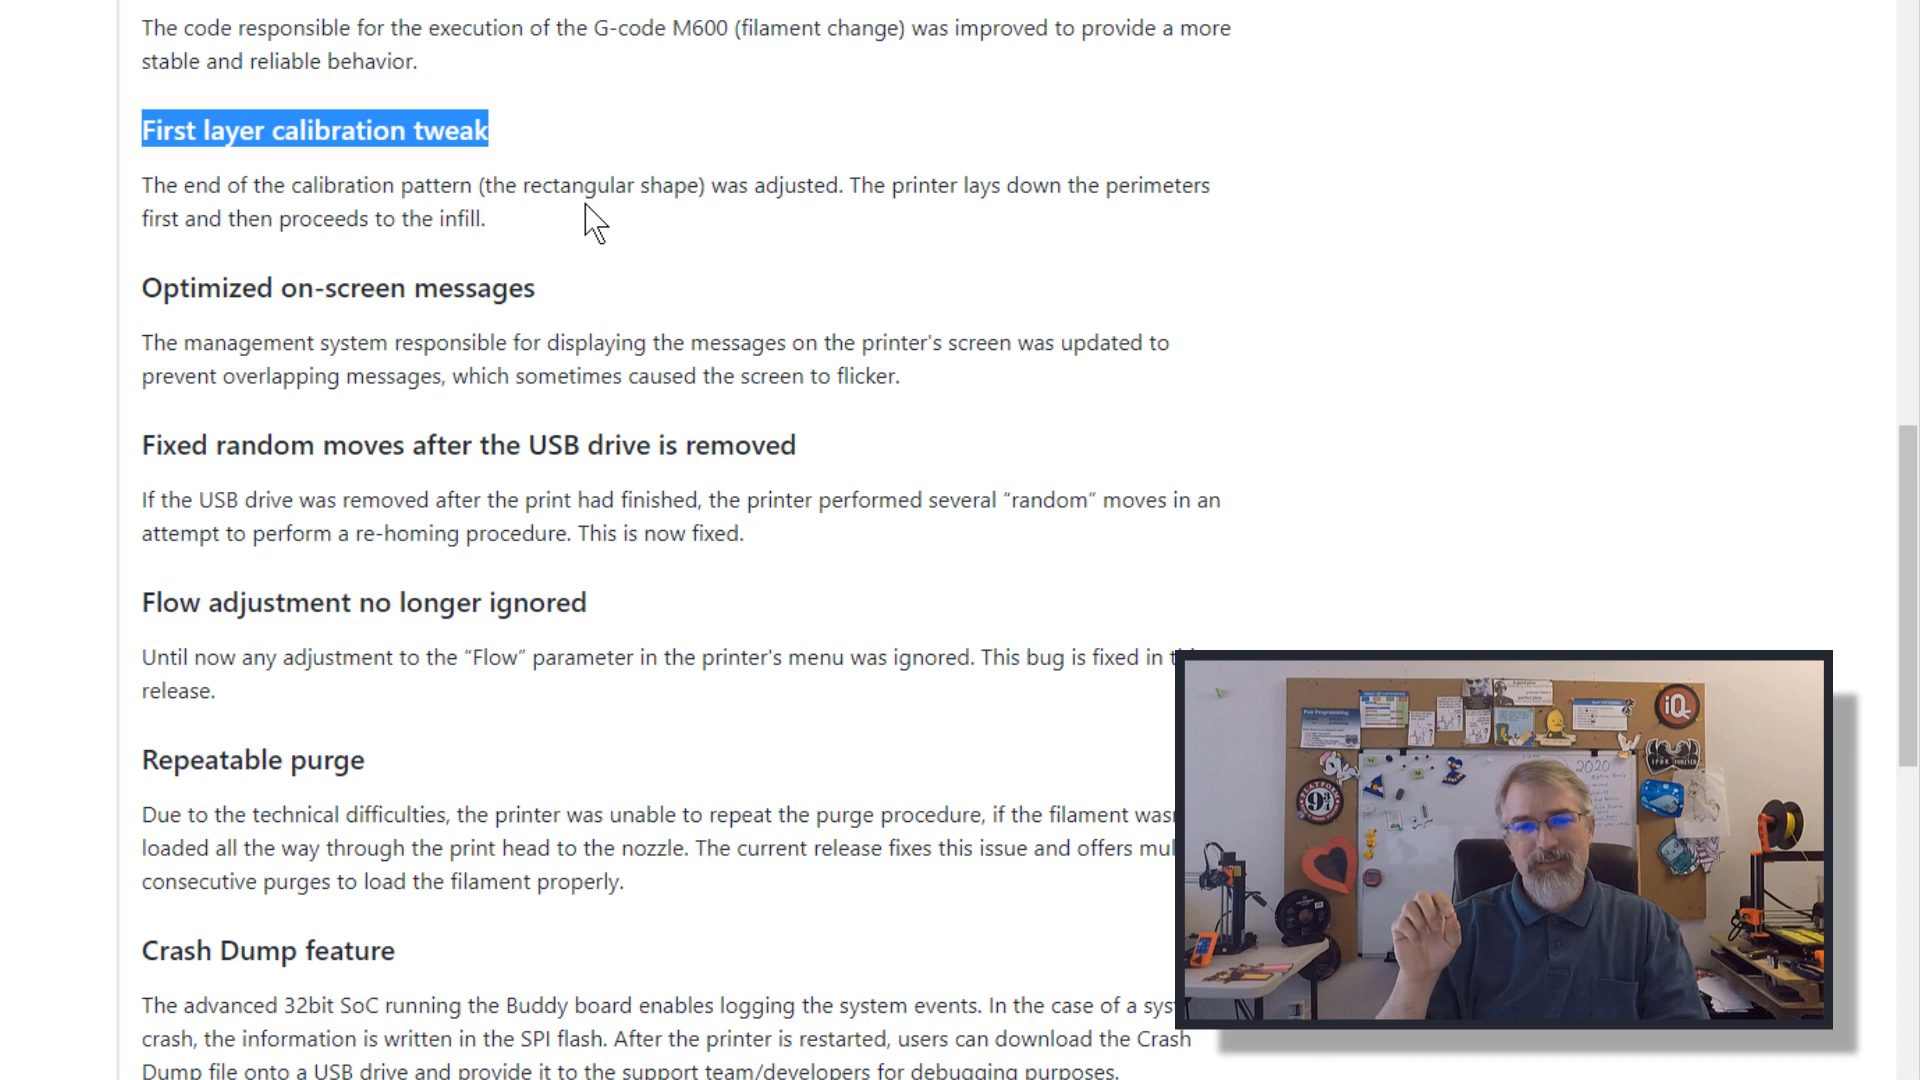 The code responsible for the execution of the G-code M600 (filament change) was improved to provide a more
stable and reliable behavior.
First layer calibration tweak
The end of the calibration pattern (the rectangular shape) was adjusted. The printer lays down the perimeters
first and then proceeds to the infill.
Optimized on-screen messages
The management system responsible for displaying the messages on the printer's screen was updated to
prevent overlapping messages, which sometimes caused the screen to flicker.
Fixed random moves after the USB drive is removed
If the USB drive was removed after the print had finished, the printer performed several “random” moves in an
attempt to perform a re-homing procedure. This is now fixed.
Flow adjustment no longer ignored
Until now any adjustment to the “Flow” parameter in the printer's menu was ignored. This bug is fixed in
release.
Repeatable purge
Due to the technical difficulties, the printer was unable to repeat the purge procedure, if the filament
loaded all the way through the print head to the nozzle. The current release fixes this issue and offers
consecutive purges to load the filament properly.
Crash Dump feature
The advanced 32bit SoC running the Buddy board enables logging the system events. In the case of a
crash, the information is written in the SPI flash. After the printer is restarted, users can download the Crash
Dump file onto a USB drive and provide it to the support team/developers for debugging purposes.
iQ
Pair Programming
2020
PLATFORM
9¾